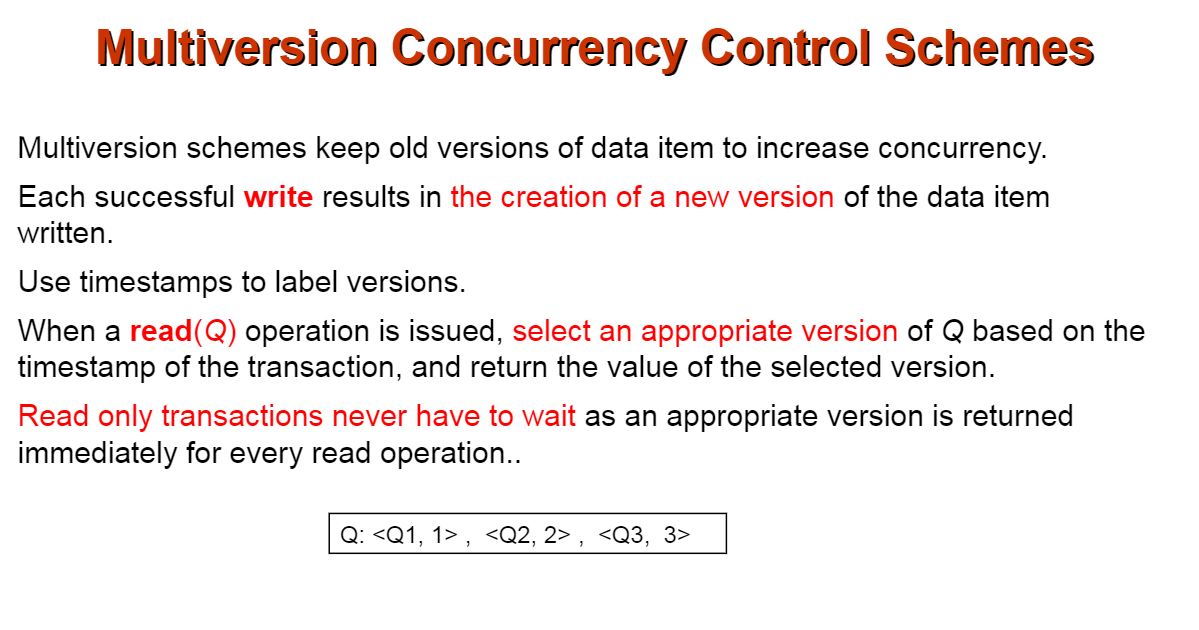 Multiversion Concurrency Control Schemes
Multiversion schemes keep old versions of data item to increase concurrency.
Each successful write results in the creation of a new version of the data item
written.
Use timestamps to label versions.
When a read(Q) operation is issued, select an appropriate version of Q based on the
timestamp of the transaction, and return the value of the selected version.
Read only transactions never have to wait as an appropriate version is returned
immediately for every read operation..
Q: <Q1, 1> , <Q2, 2> , <Q3, 3>